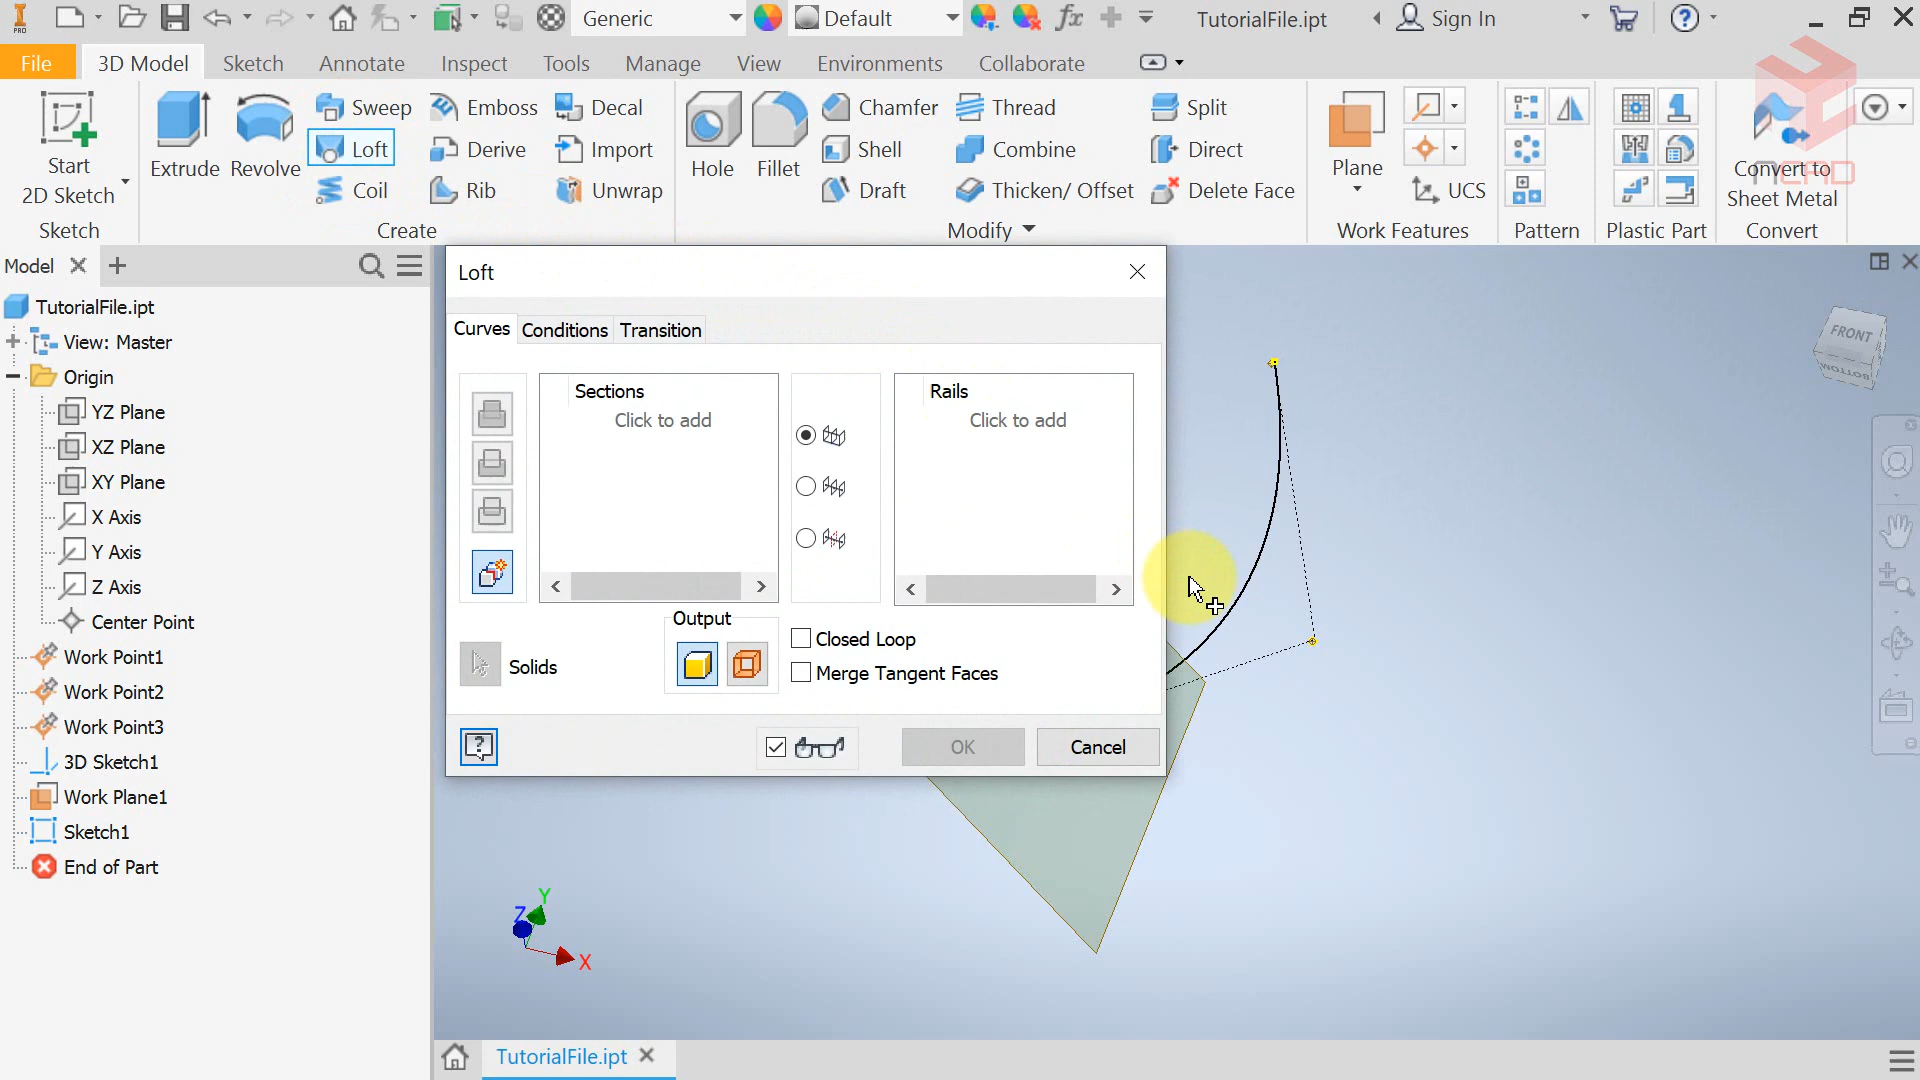 PRO
Generic
Default
fx
TutorialFile.ipt
Sign In
File
3D Model
Sketch
Annotate
Inspect
Tools
Manage
View
Environments
Collaborate
Start
2D Sketch
Sketch
Extrude
Revolve
Sweep
Loft
Coil
Emboss
Derive
Rib
Decal
Import
Unwrap
Create
Hole
Fillet
Chamfer
Shell
Draft
Thread
Combine
Thicken/ Offset
Split
Direct
Delete Face
Modify
Plane
UCS
Work Features
Pattern
Plastic Part
Convert to
Sheet Metal
Convert
MCAD
Model
TutorialFile.ipt
View: Master
Origin
YZ Plane
XZ Plane
XY Plane
X Axis
Y Axis
Z Axis
Center Point
Work Point1
Work Point2
Work Point3
3D Sketch1
Work Plane1
Sketch1
End of Part
Loft
Curves
Conditions
Transition
Sections
Click to add
Rails
Click to add
Output
Solids
Closed Loop
Merge Tangent Faces
OK
Cancel
FRONT
BOTTOM
Y
Z
X
TutorialFile.ipt